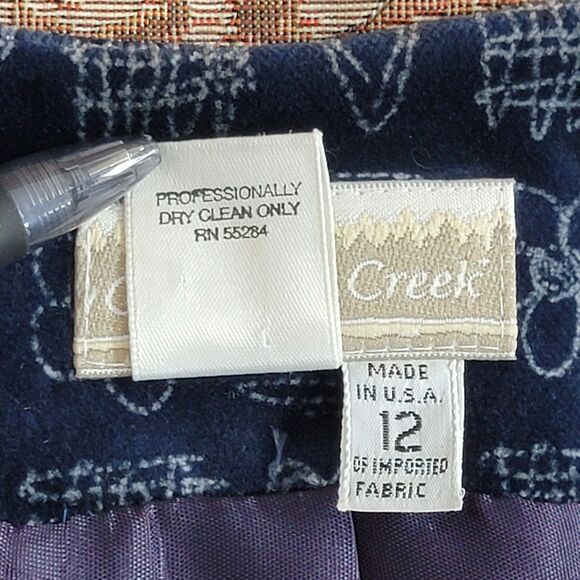 PROFESSIONALLY
DRY CLEAN ONLY
RN 55284
Creek
MADE
IN U.S.A.
12
OF IMPORTED
FABRIC